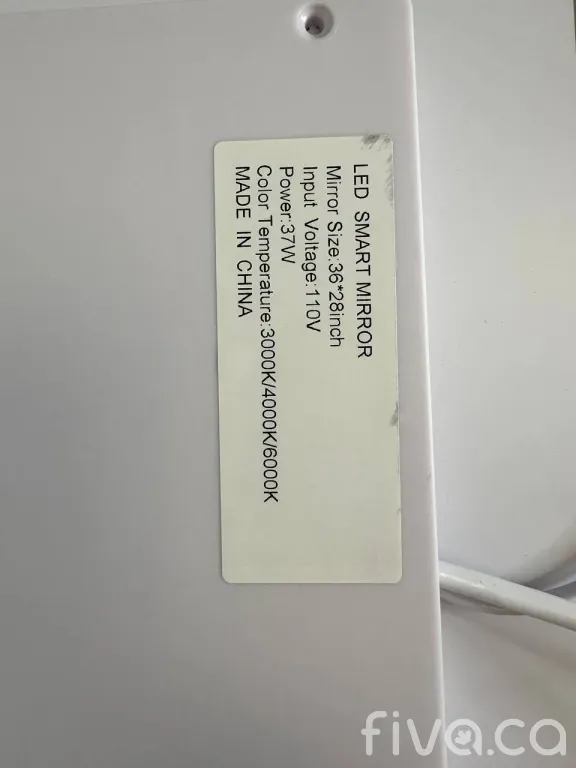 LED SMART MIRROR
Mirror Size:36*28inch
Input Voltage:110V
Power:37W
Color Temperature:3000K/4000K/6000K
MADE IN CHINA
fiva.ca